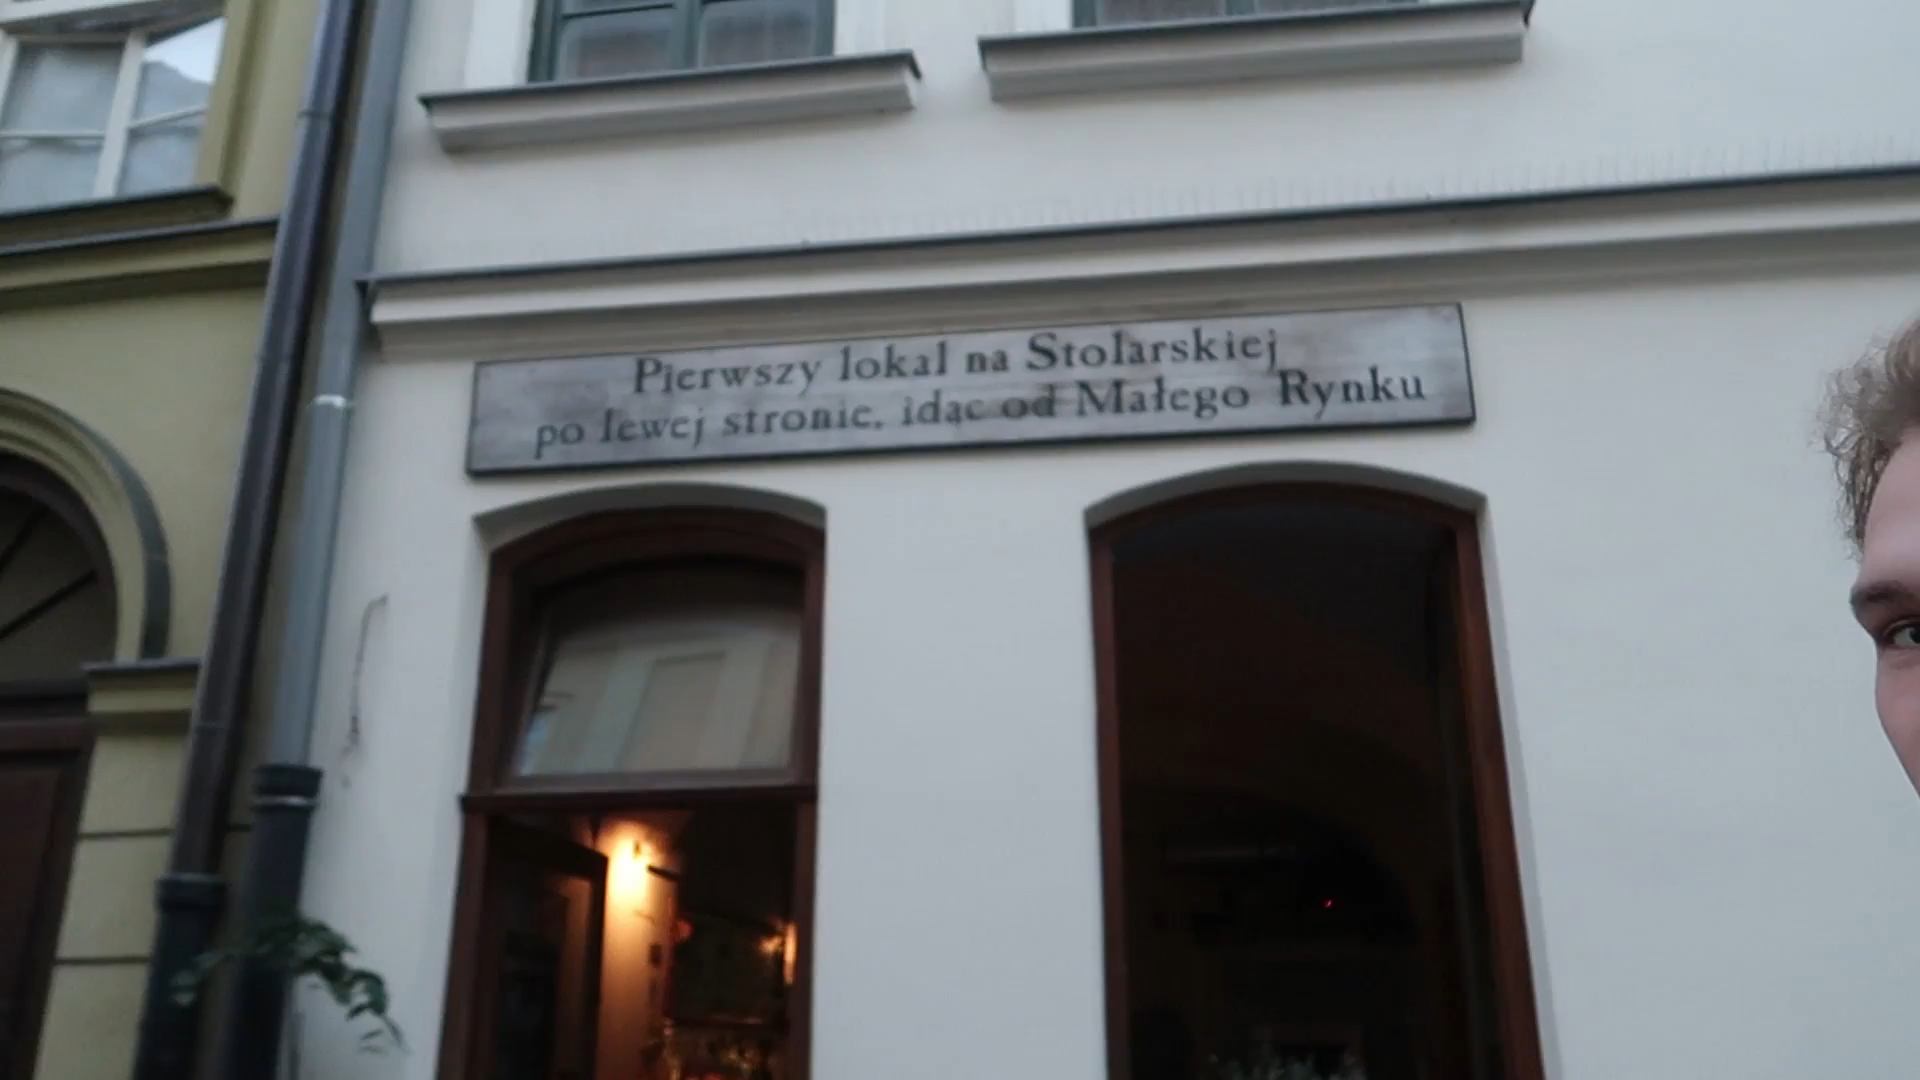 Pierwszy lokal na Stolarskiej
po lewej stronie, idąc od Małego Rynku